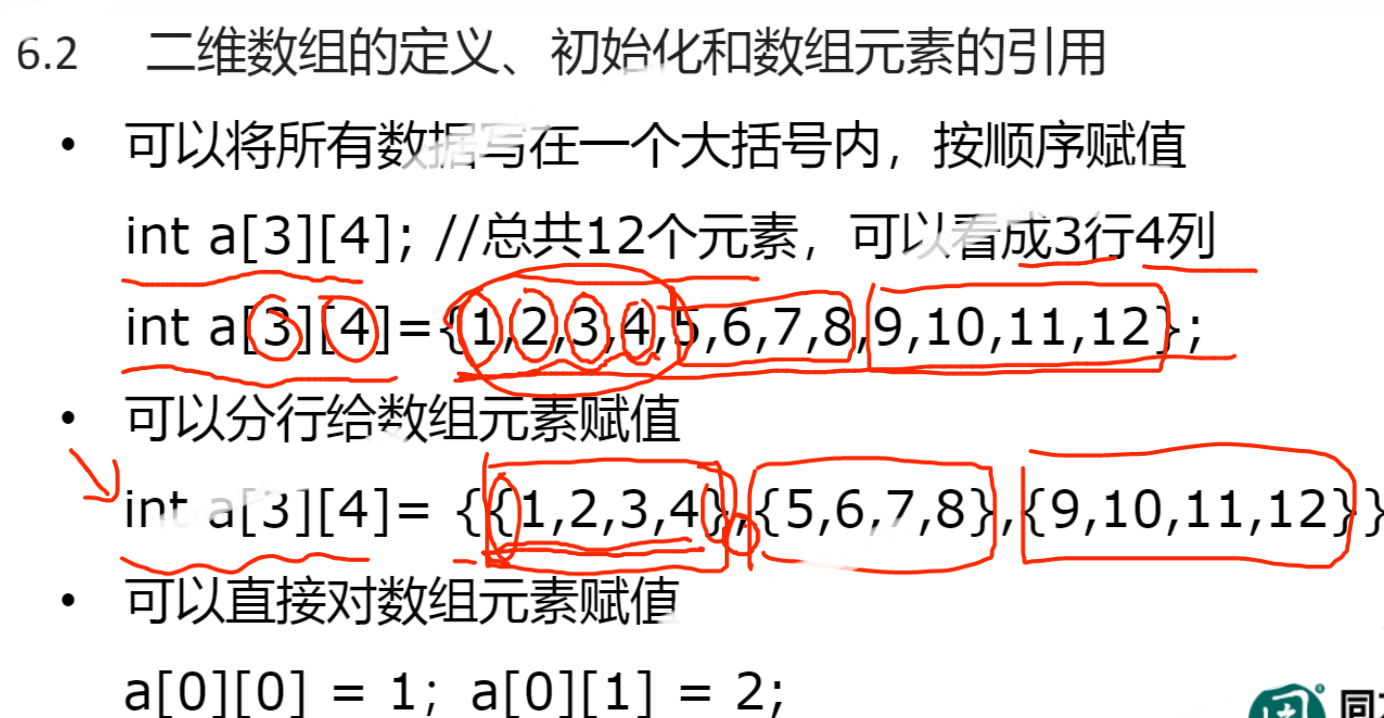 6.2 二维数组的定义、初始化和数组元素的引用
• 可以将所有数据写在一个大括号内，按顺序赋值
int a[3][4]; //总共12个元素，可以看成3行4列
int a[3][4]={1,2,3,4,5,6,7,8,9,10,11,12};
• 可以分行给数组元素赋值
int a[3][4]= {{1,2,3,4},{5,6,7,8},{9,10,11,12}}
• 可以直接对数组元素赋值
a[0][0] = 1; a[0][1] = 2;
同